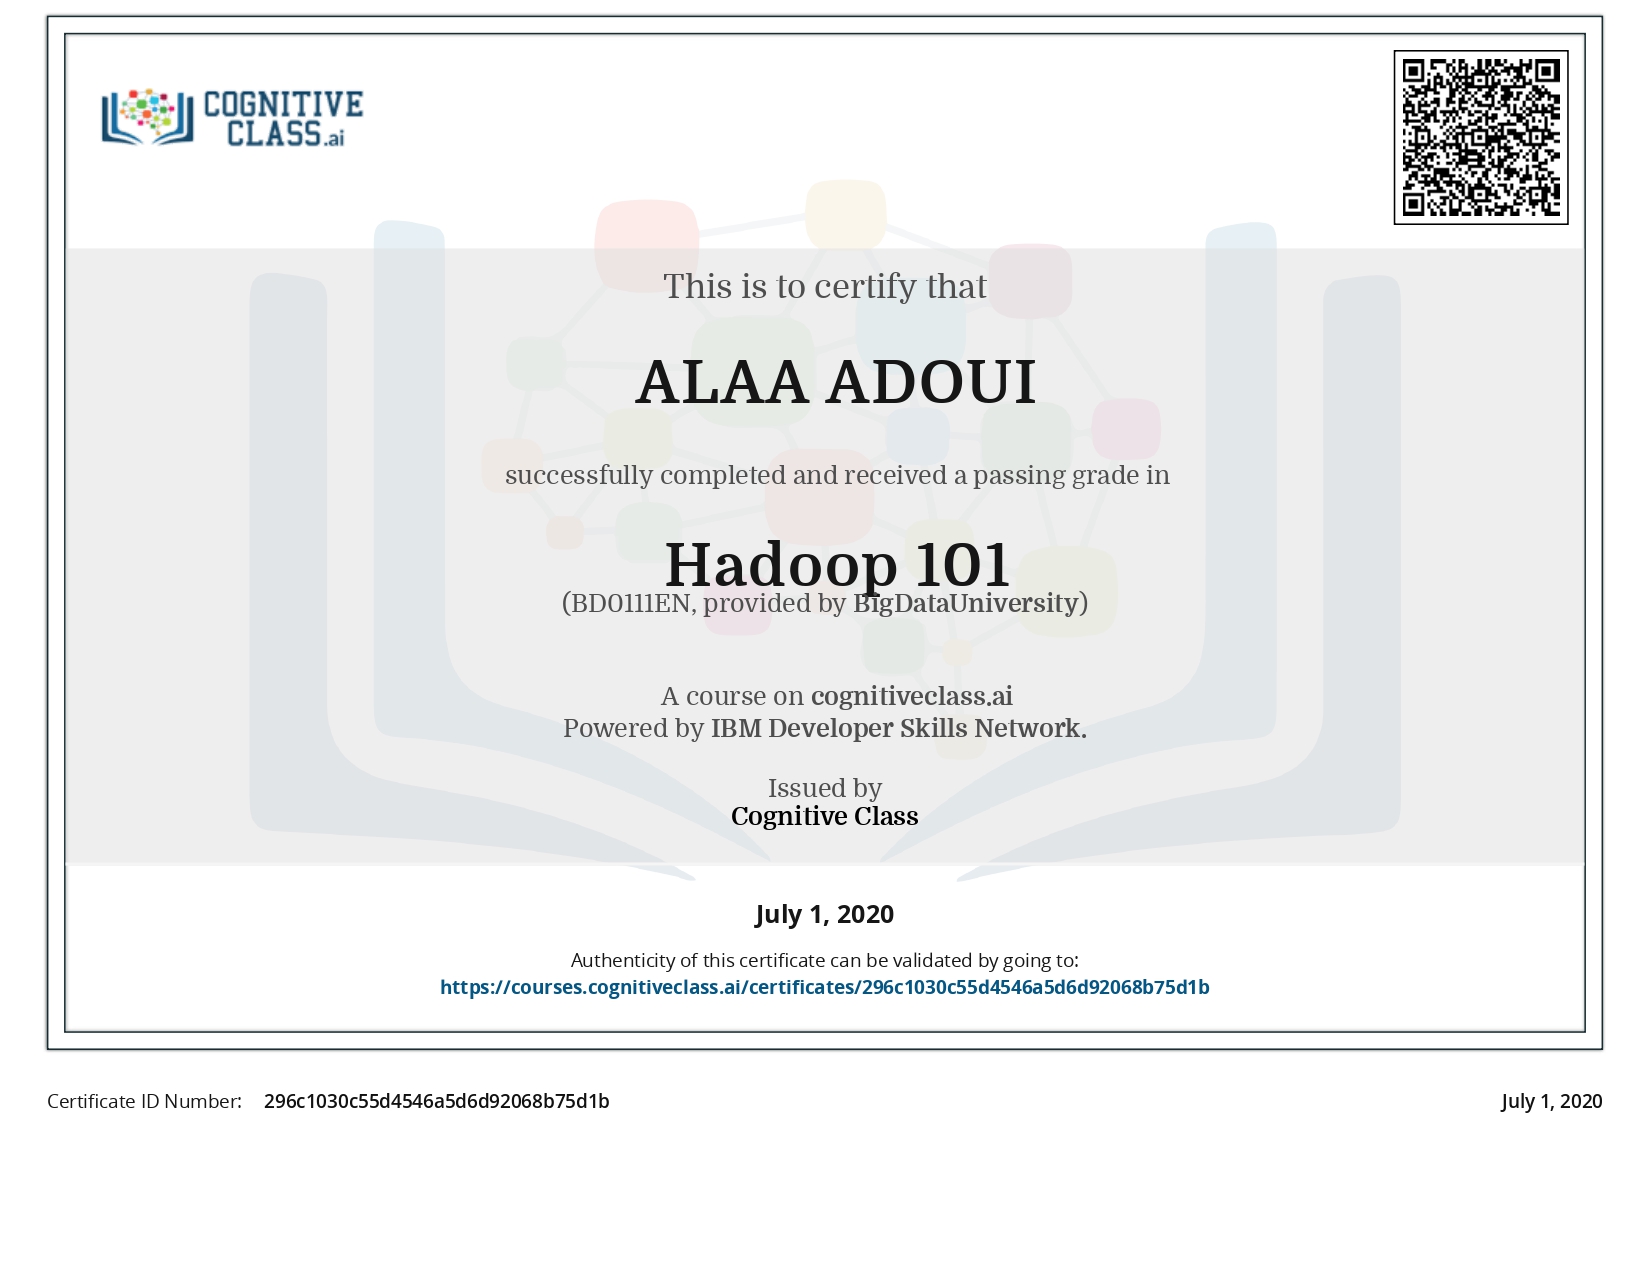 COGNITIVE
CLASS.ai
This is to certify that
ALAA ADOUI
successfully completed and received a passing grade in
Hadoop 101
(BD0111EN, provided by BigDataUniversity)
A course on cognitiveclass.ai
Powered by IBM Developer Skills Network.
Issued by
Cognitive Class
July 1, 2020
Authenticity of this certificate can be validated by going to:
https://courses.cognitiveclass.ai/certificates/296c1030c55d4546a5d6d92068b75d1b
Certificate ID Number: 296c1030c55d4546a5d6d92068b75d1b
July 1, 2020